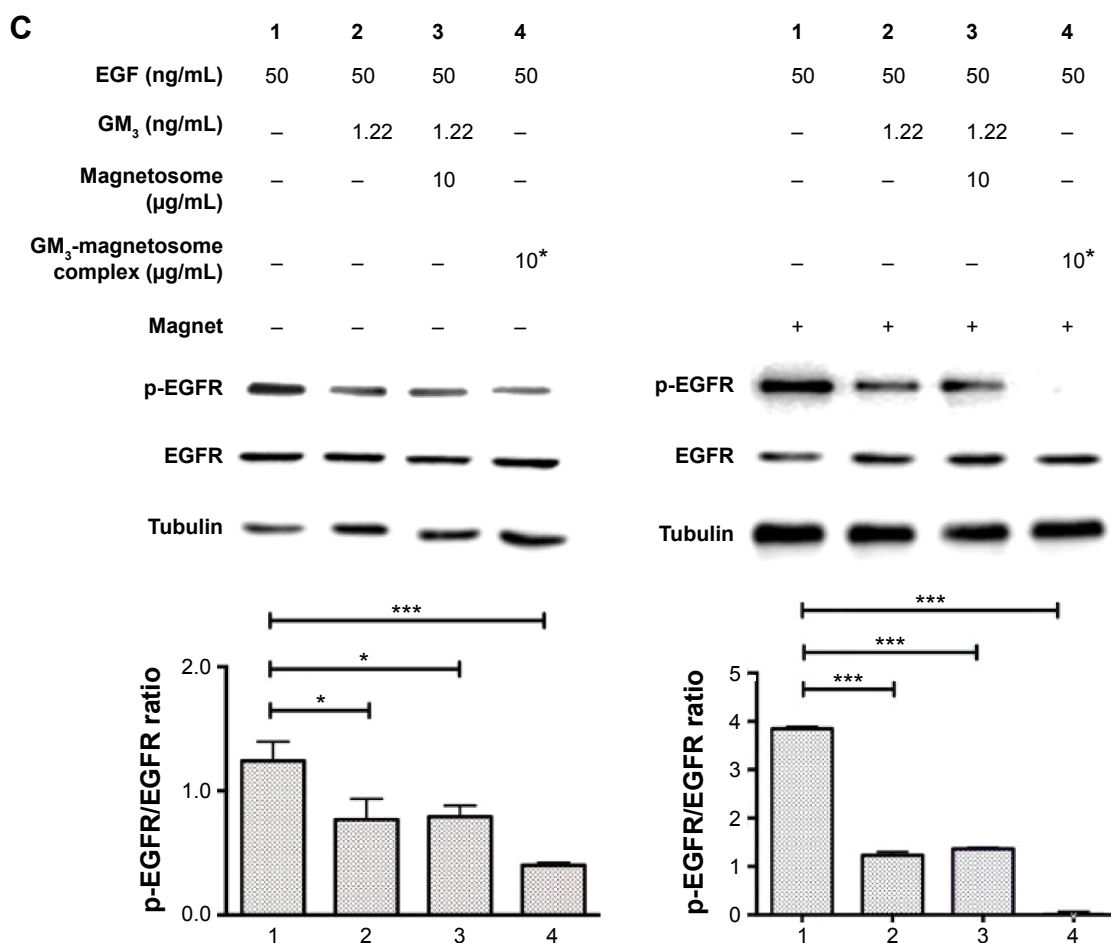 C
1 2 3 4 1 2 3 4
EGF (ng/mL) 50 50 50 50 50 50 50 50
GM3 (ng/mL) – 1.22 1.22 – – 1.22 1.22 –
Magnetosome
(µg/mL) – – 10 – – – 10 –
GM3-magnetosome
complex (µg/mL) – – – 10* – – – 10*
Magnet – – – – + + + +
p-EGFR p-EGFR
EGFR EGFR
Tubulin Tubulin
***
*
*
p-EGFR/EGFR ratio
2.0
1.0
0.0
1 2 3 4
***
***
***
p-EGFR/EGFR ratio
5
4
3
2
1
0
1 2 3 4